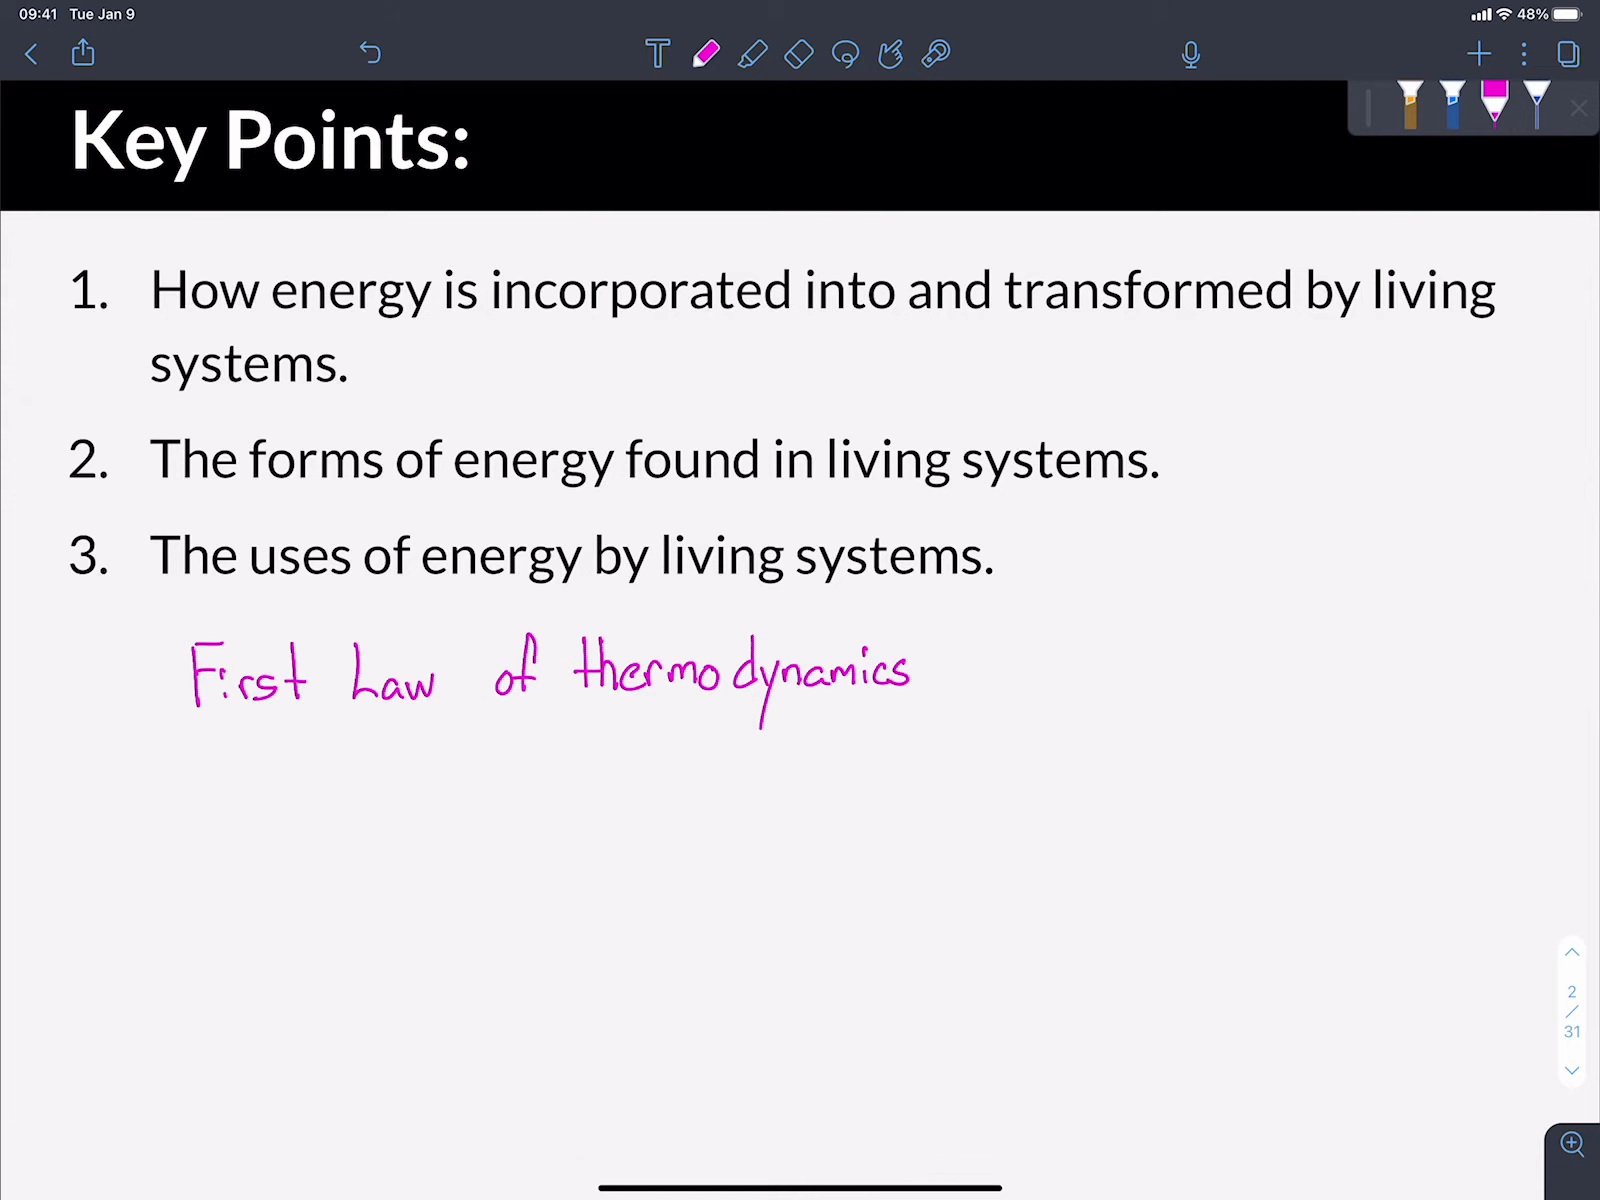 09:41 Tue Jan 9
48%
Key Points:
1. How energy is incorporated into and transformed by living
systems.
2. The forms of energy found in living systems.
3. The uses of energy by living systems.
First Law of thermodynamics
2
/
31